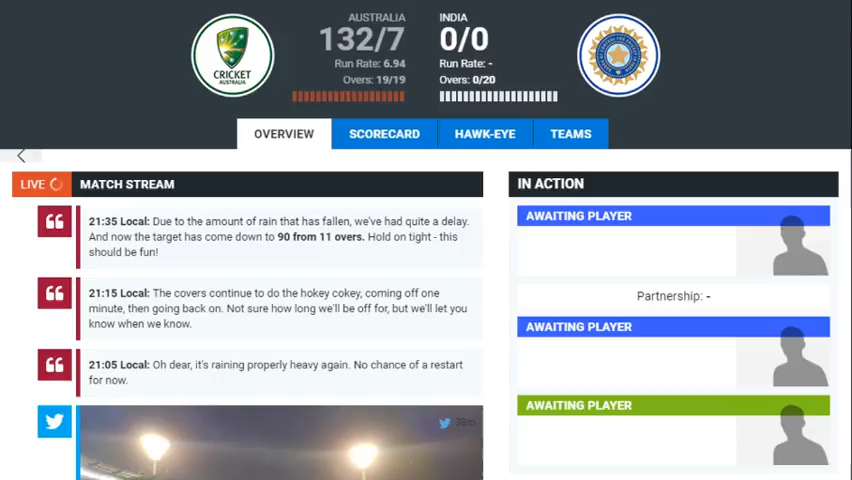 AUSTRALIA
132/7
Run Rate: 6.94
Overs: 19/19
INDIA
0/0
Run Rate: -
Overs: 0/20
CRICKET
AUSTRALIA
OVERVIEW
SCORECARD
HAWK-EYE
TEAMS
LIVE
MATCH STREAM
21:35 Local: Due to the amount of rain that has fallen, we've had quite a delay.
And now the target has come down to 90 from 11 overs. Hold on tight - this
should be fun!
21:15 Local: The covers continue to do the hokey cokey, coming off one
minute, then going back on. Not sure how long we'll be off for, but we'll let you
know when we know.
21:05 Local: Oh dear, it's raining properly heavy again. No chance of a restart
for now.
38m
IN ACTION
AWAITING PLAYER
Partnership: -
AWAITING PLAYER
AWAITING PLAYER